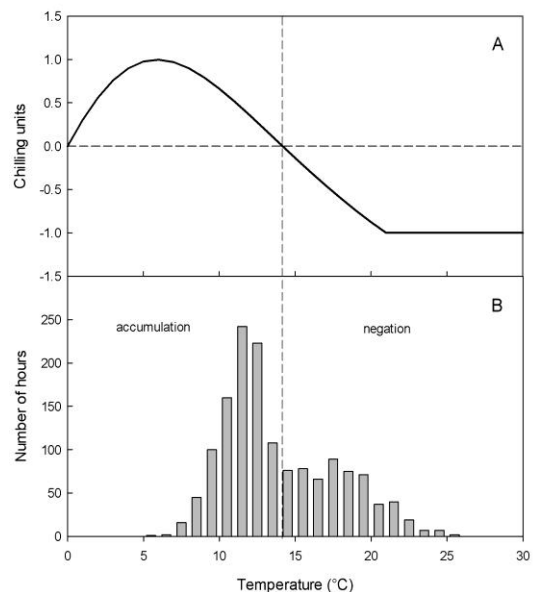 A
1.5
1.0
0.5
0.0
-0.5
-1.0
-1.5
Chilling units
B
accumulation
negation
250
200
150
100
50
0
Number of hours
0 5 10 15 20 25 30
Temperature (°C)